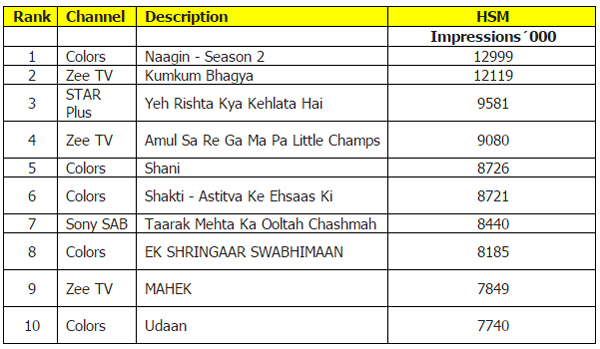 Rank Channel Description HSM
Impressions´000
1 Colors Naagin - Season 2 12999
2 Zee TV Kumkum Bhagya 12119
3 STAR Plus Yeh Rishta Kya Kehlata Hai 9581
4 Zee TV Amul Sa Re Ga Ma Pa Little Champs 9080
5 Colors Shani 8726
6 Colors Shakti - Astitva Ke Ehsaas Ki 8721
7 Sony SAB Taarak Mehta Ka Ooltah Chashmah 8440
8 Colors EK SHRINGAAR SWABHIMAAN 8185
9 Zee TV MAHEK 7849
10 Colors Udaan 7740